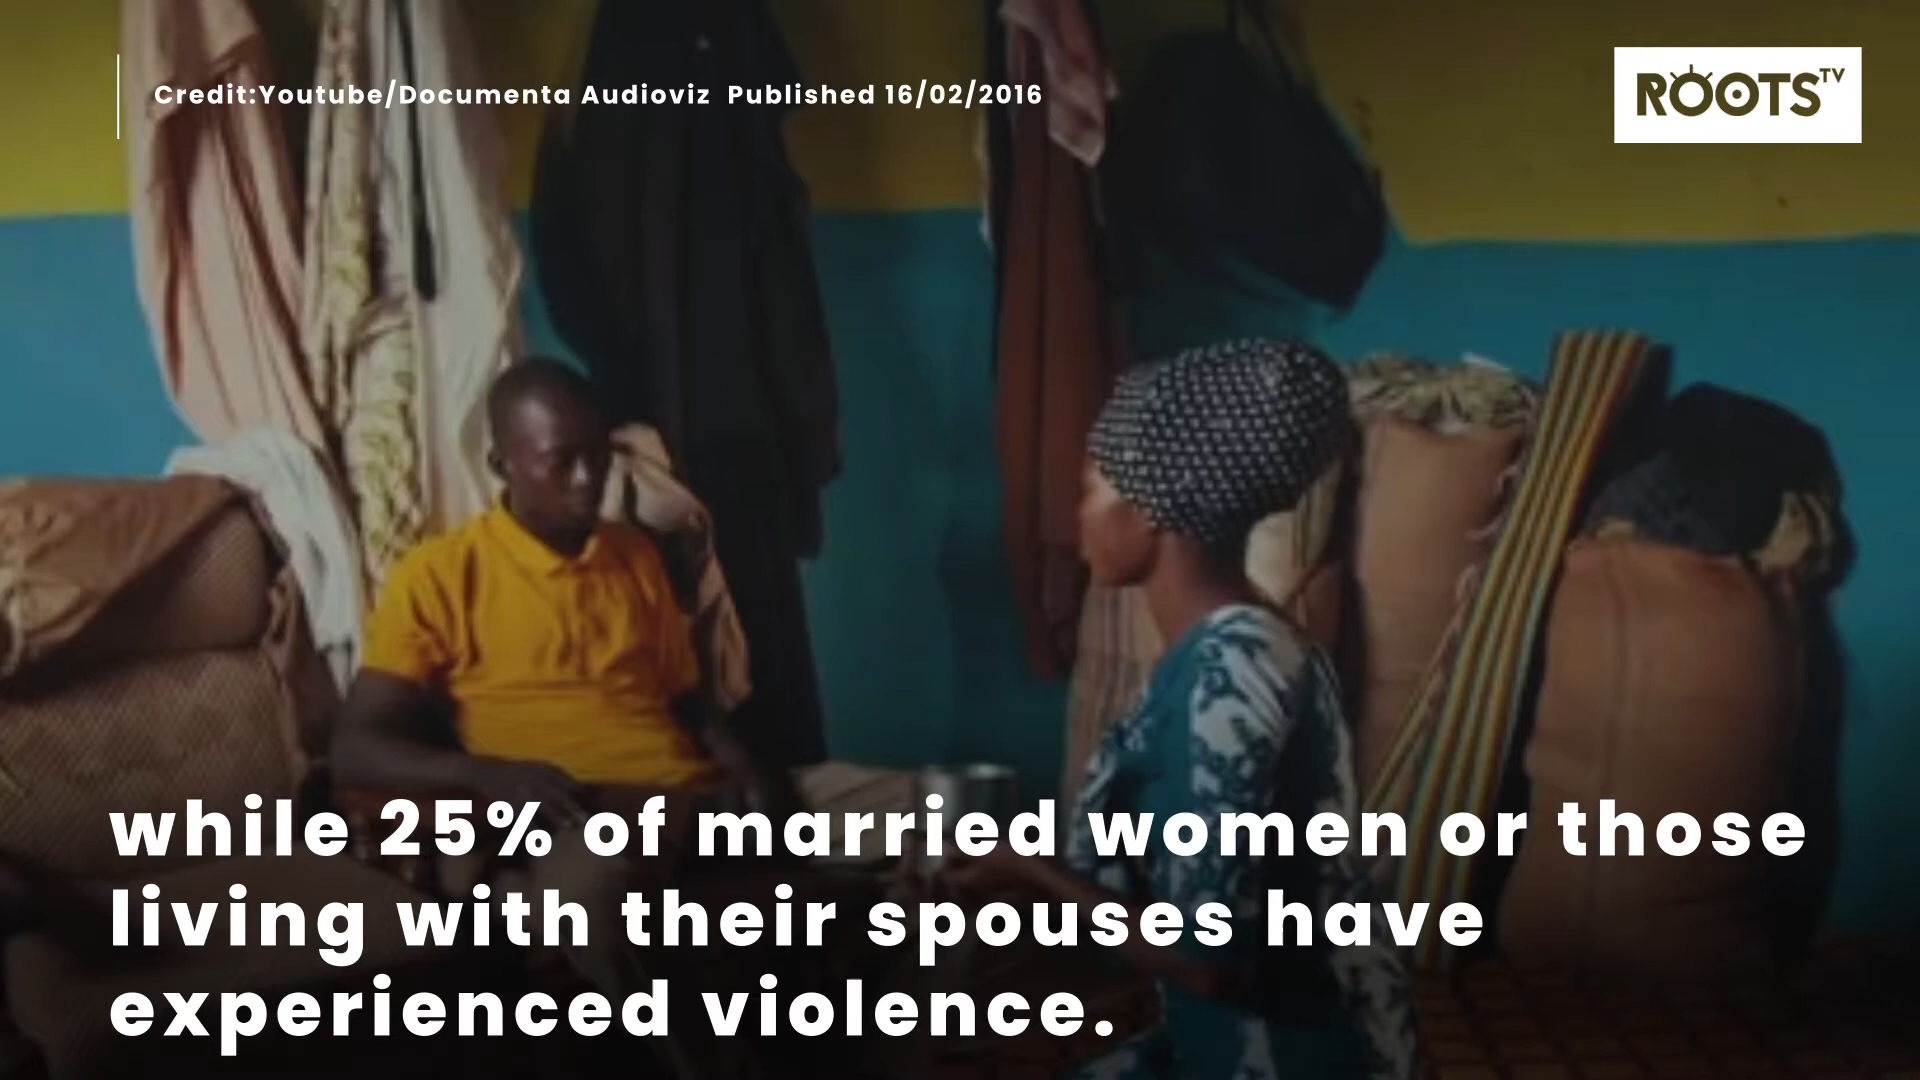 Credit:Youtube/Documenta Audioviz Published 16/02/2016
ROOTS TV
while 25% of married women or those
living with their spouses have
experienced violence.